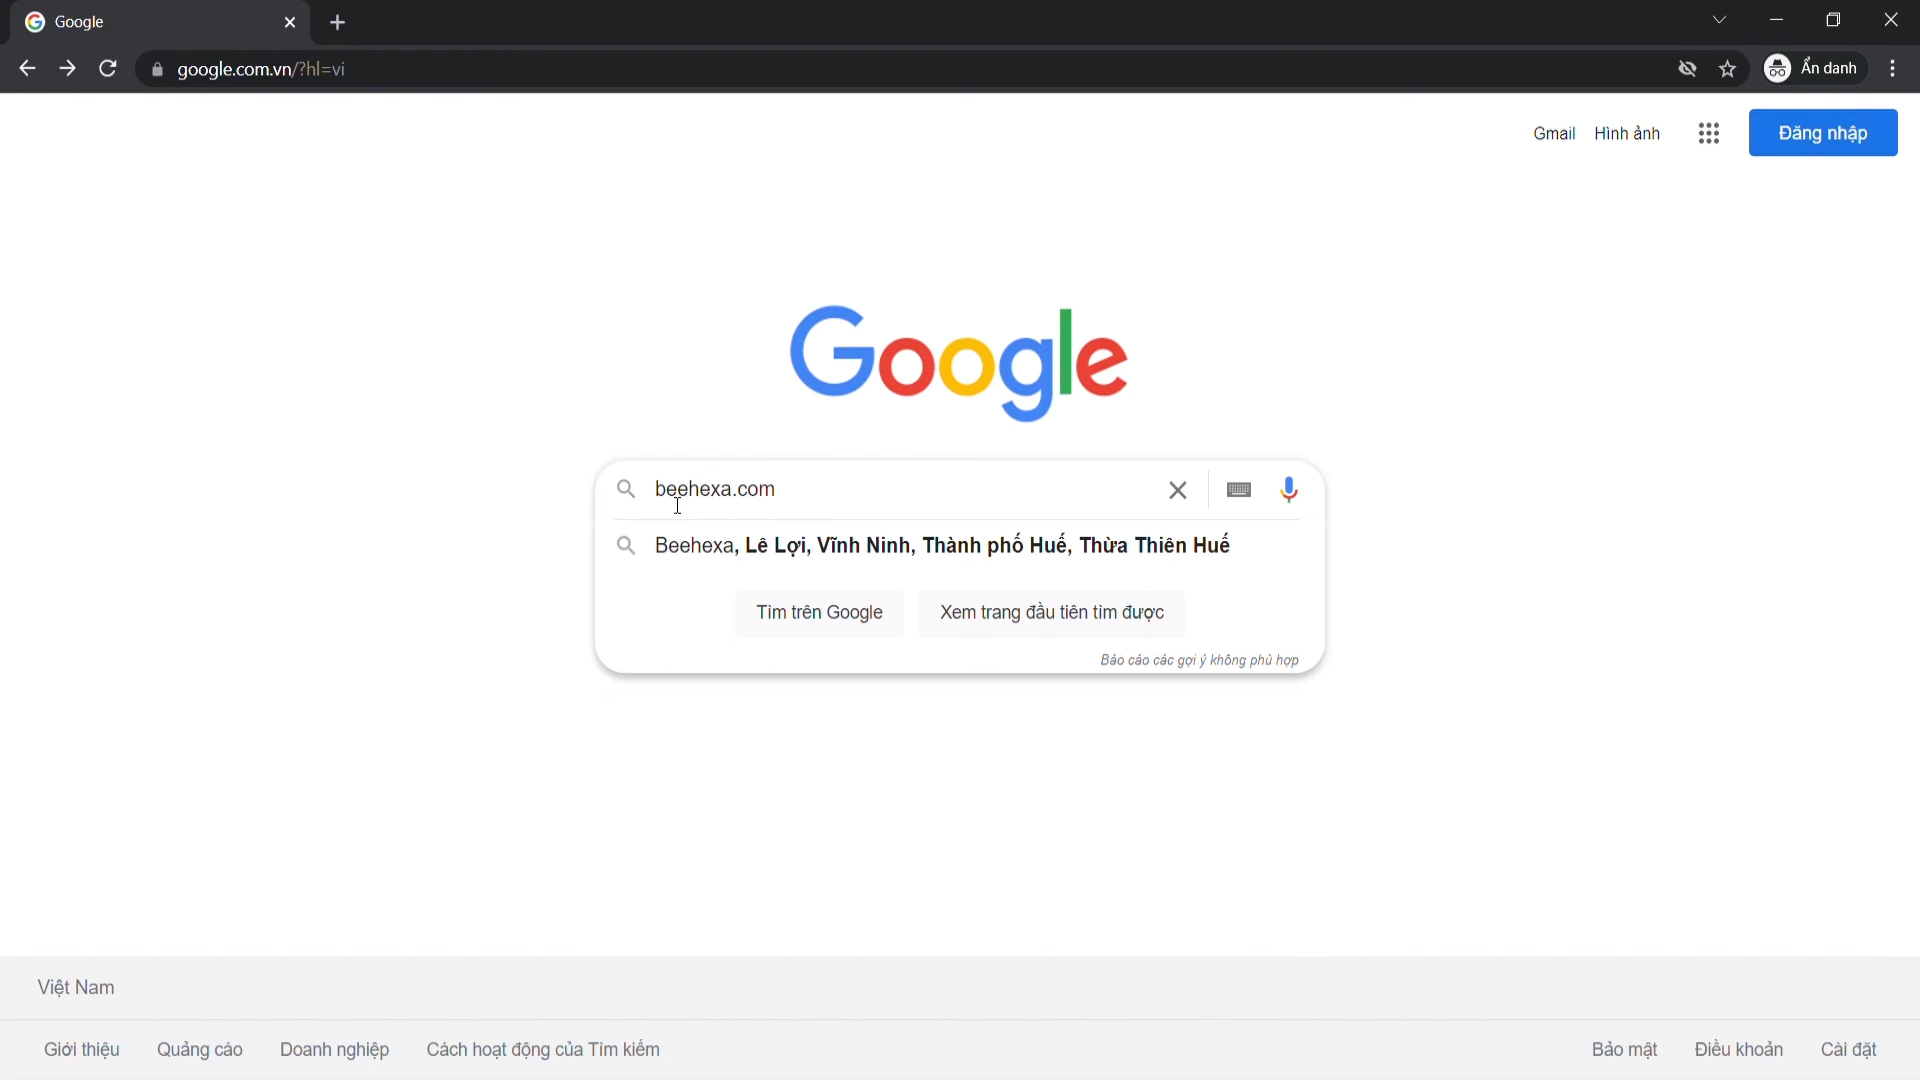 Google
google.com.vn/?hl=vi
Ẩn danh
Gmail Hình ảnh
Đăng nhập
Google
beehexa.com
Beehexa, Lê Lợi, Vĩnh Ninh, Thành phố Huế, Thừa Thiên Huế
Tìm trên Google Xem trang đầu tiên tìm được
Báo cáo các gợi ý không phù hợp
Việt Nam
Giới thiệu Quảng cáo Doanh nghiệp Cách hoạt động của Tìm kiếm Bảo mật Điều khoản Cài đặt